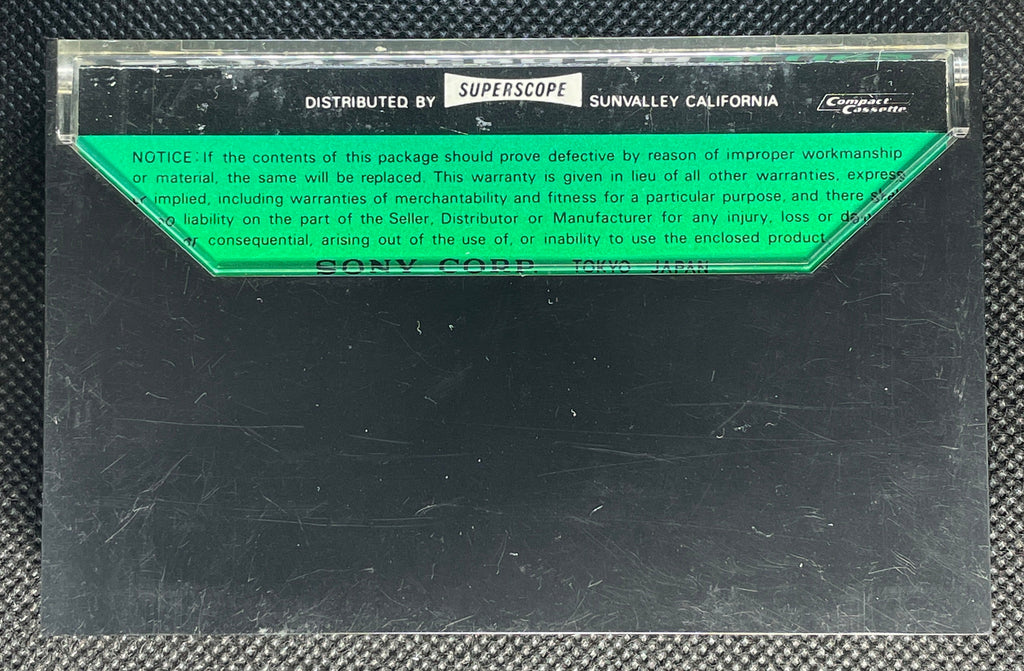 DISTRIBUTED BY SUPERSCOPE SUNVALLEY CALIFORNIA
Compact Cassette
NOTICE: If the contents of this package should prove defective by reason of improper workmanship
or material, the same will be replaced. This warranty is given in lieu of all other warranties, express
or implied, including warranties of merchantability and fitness for a particular purpose, and there
no liability on the part of the Seller, Distributor or Manufacturer for any injury, loss or
or consequential, arising out of the use of, or inability to use the enclosed product.
SONY CORP. TOKYO JAPAN